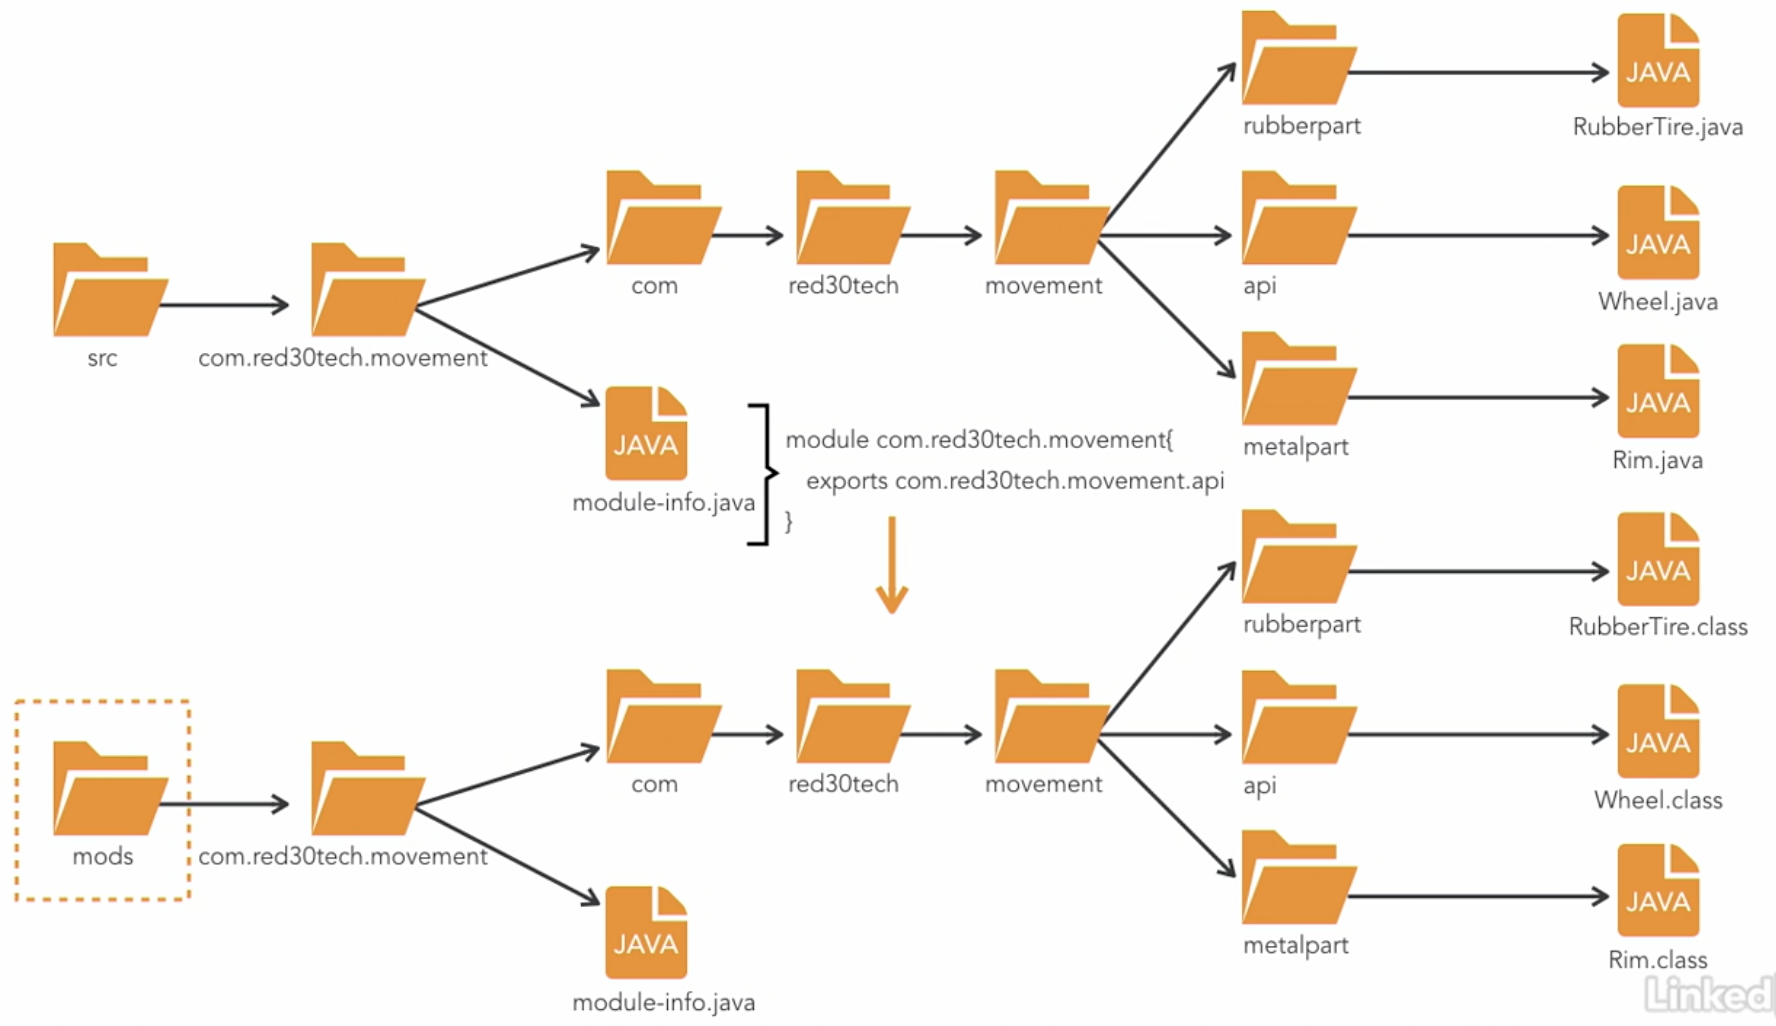 JAVA
rubberpart
RubberTire.java
JAVA
com
red30tech
movement
api
Wheel.java
src
com.red30tech.movement
JAVA
module-info.java
module com.red30tech.movement{
exports com.red30tech.movement.api
}
JAVA
metalpart
Rim.java
JAVA
rubberpart
RubberTire.class
JAVA
com
red30tech
movement
api
Wheel.class
mods
com.red30tech.movement
JAVA
module-info.java
JAVA
metalpart
Rim.class
Linked